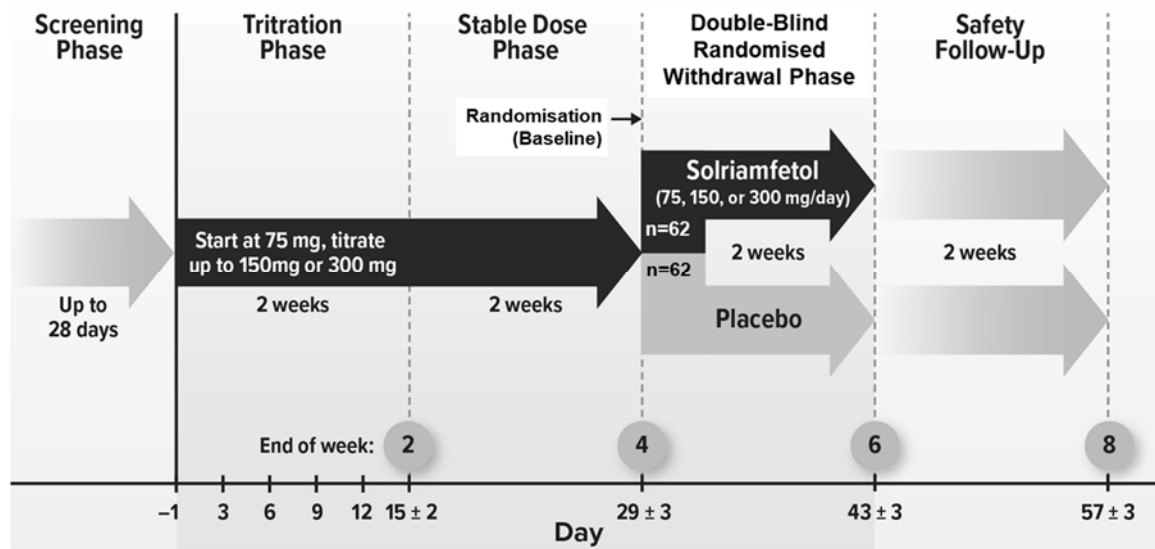 Screening
Phase
Tritration
Phase
Stable Dose
Phase
Double-Blind
Randomised
Withdrawal Phase
Safety
Follow-Up
Randomisation
(Baseline)
Solriamfetol
(75, 150, or 300 mg/day)
n=62
Start at 75 mg, titrate
up to 150mg or 300 mg
n=62
2 weeks
2 weeks
Up to
28 days
2 weeks
2 weeks
Placebo
End of week: 2 4 6 8
–1 3 6 9 12 15 ± 2 29 ± 3 43 ± 3 57 ± 3
Day